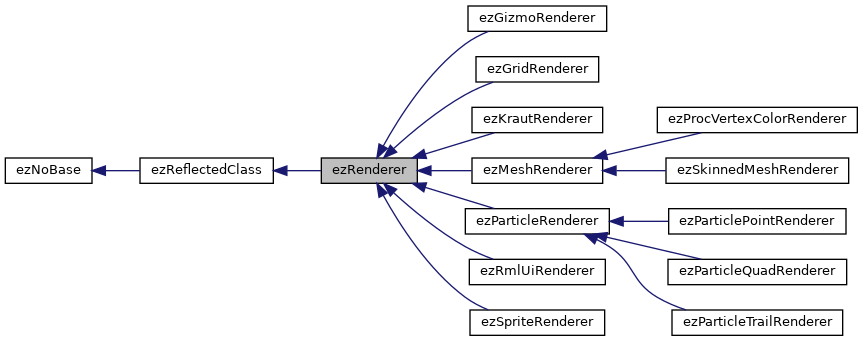 ezGizmoRenderer
ezGridRenderer
ezKrautRenderer
ezProcVertexColorRenderer
ezNoBase
ezReflectedClass
ezRenderer
ezMeshRenderer
ezSkinnedMeshRenderer
ezParticleRenderer
ezParticlePointRenderer
ezRmlUiRenderer
ezParticleQuadRenderer
ezSpriteRenderer
ezParticleTrailRenderer